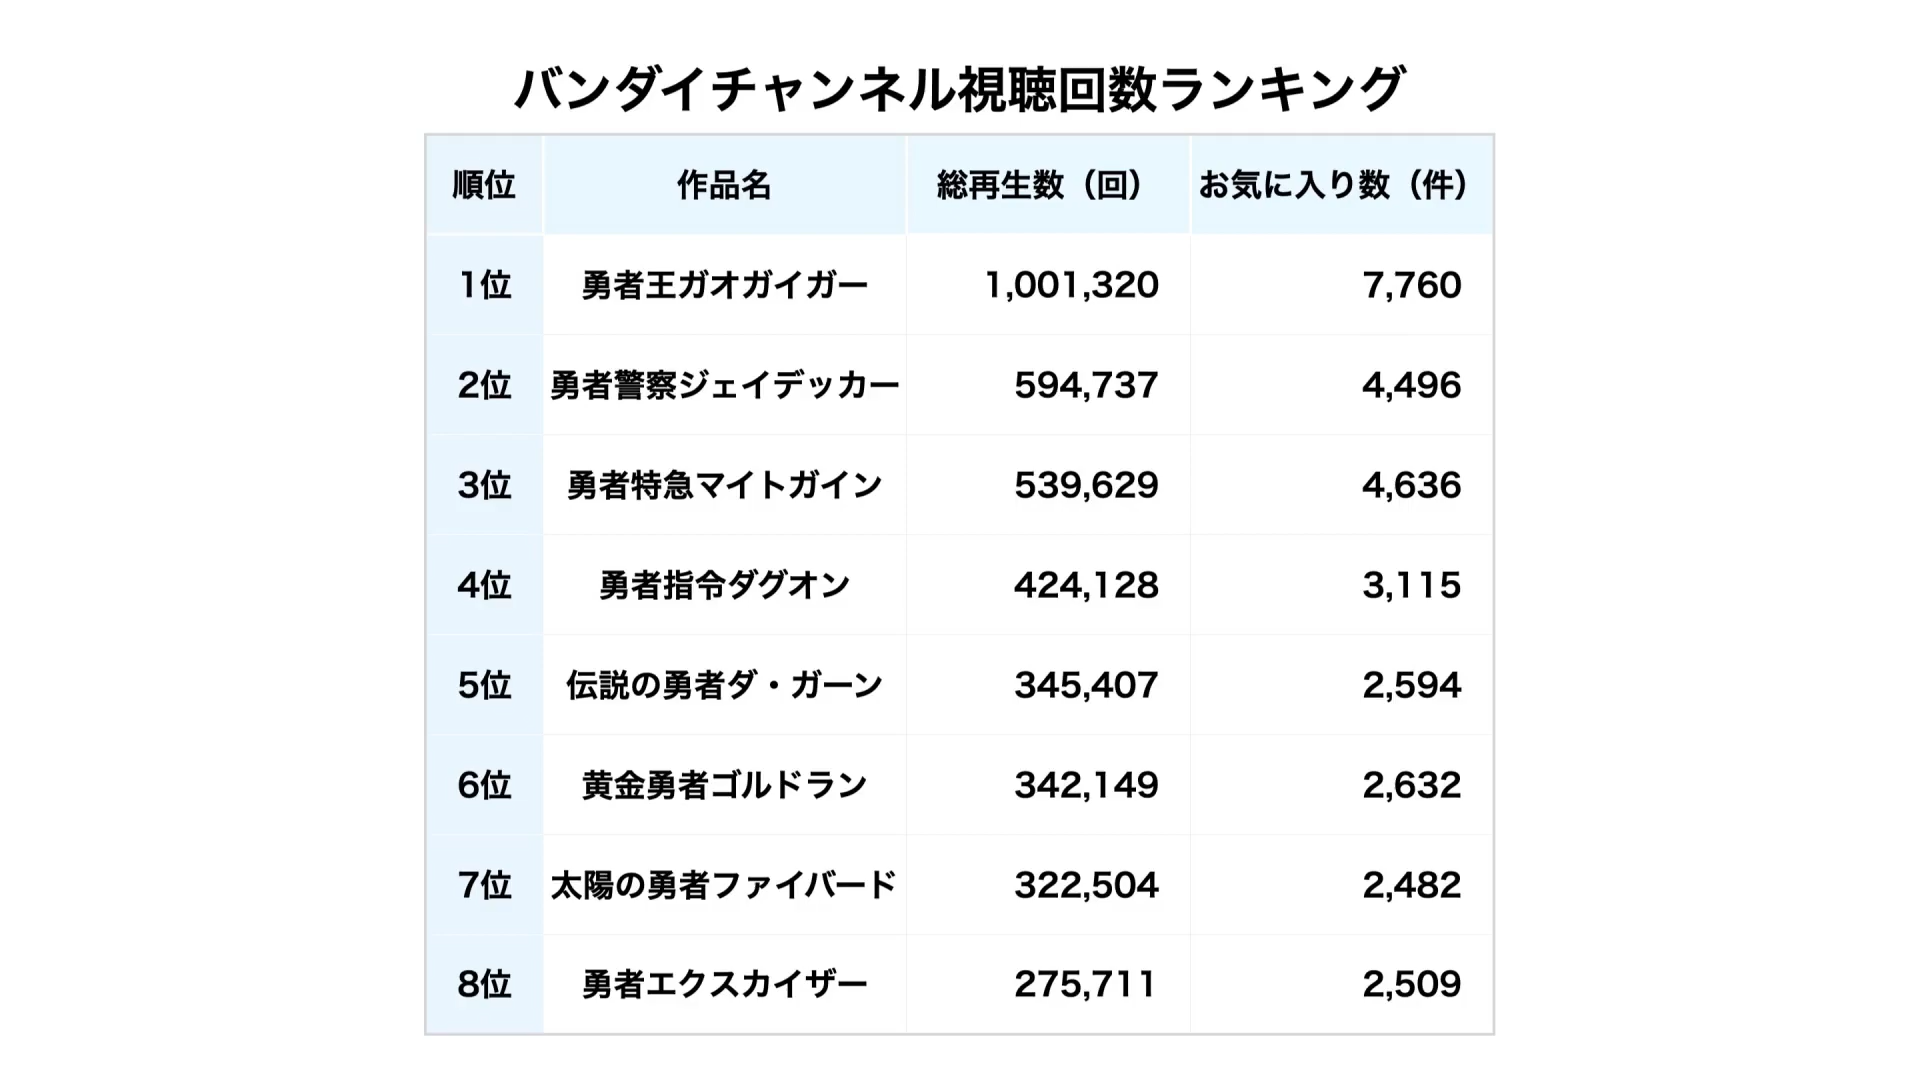 バンダイチャンネル視聴回数ランキング
順位 作品名 総再生数（回） お気に入り数（件）
1位 勇者王ガオガイガー 1,001,320 7,760
2位 勇者警察ジェイデッカー 594,737 4,496
3位 勇者特急マイトガイン 539,629 4,636
4位 勇者指令ダグオン 424,128 3,115
5位 伝説の勇者ダ・ガーン 345,407 2,594
6位 黄金勇者ゴルドラン 342,149 2,632
7位 太陽の勇者ファイバード 322,504 2,482
8位 勇者エクスカイザー 275,711 2,509